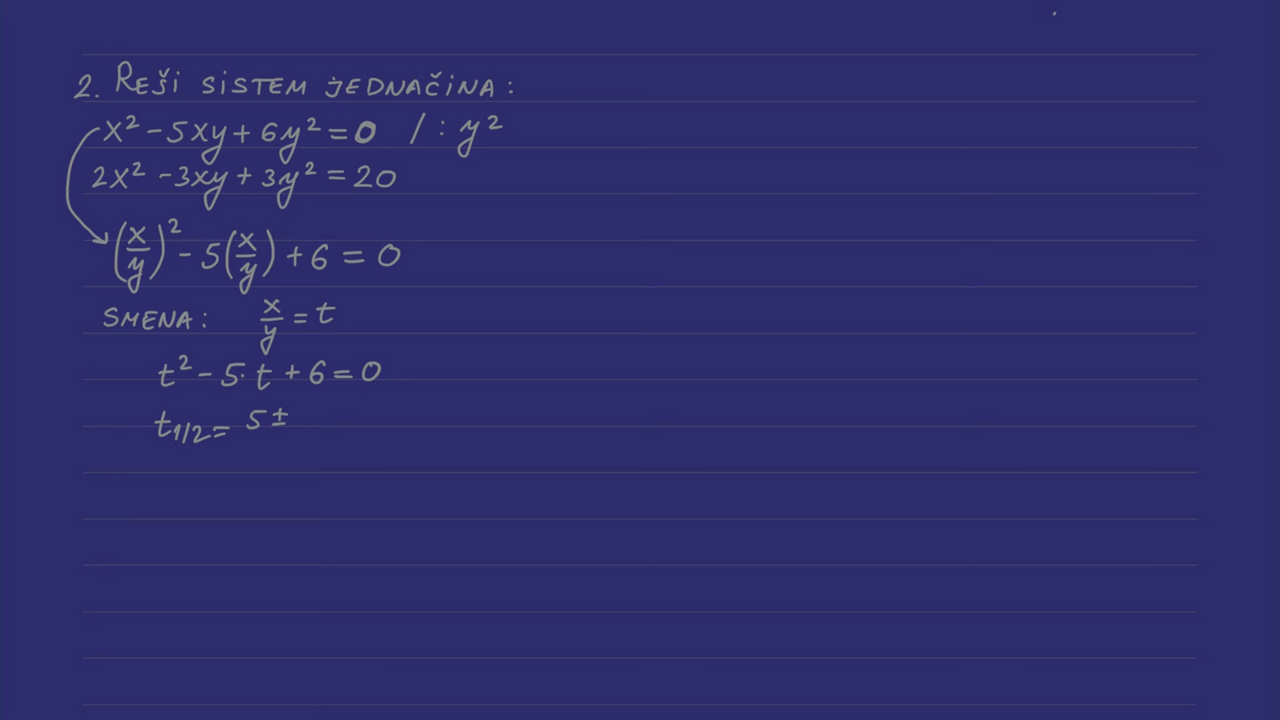 2. REŠI SISTEM JEDNAČINA:
x² - 5xy + 6y² = 0 / : y²
2x² - 3xy + 3y² = 20
(x/y)² - 5(x/y) + 6 = 0
SMENA: x/y = t
t² - 5·t + 6 = 0
t1/2 = 5 ±